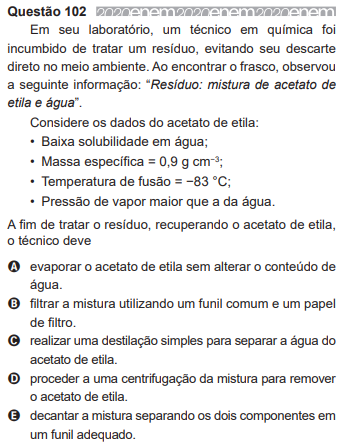 Questão 102 2020enem2020enem2020enem
Em seu laboratório, um técnico em química foi
incumbido de tratar um resíduo, evitando seu descarte
direto no meio ambiente. Ao encontrar o frasco, observou
a seguinte informação: “Resíduo: mistura de acetato de
etila e água”.
Considere os dados do acetato de etila:
• Baixa solubilidade em água;
• Massa específica = 0,9 g cm⁻³;
• Temperatura de fusão = −83 °C;
• Pressão de vapor maior que a da água.
A fim de tratar o resíduo, recuperando o acetato de etila,
o técnico deve
A evaporar o acetato de etila sem alterar o conteúdo de
água.
B filtrar a mistura utilizando um funil comum e um papel
de filtro.
C realizar uma destilação simples para separar a água do
acetato de etila.
D proceder a uma centrifugação da mistura para remover
o acetato de etila.
E decantar a mistura separando os dois componentes em
um funil adequado.